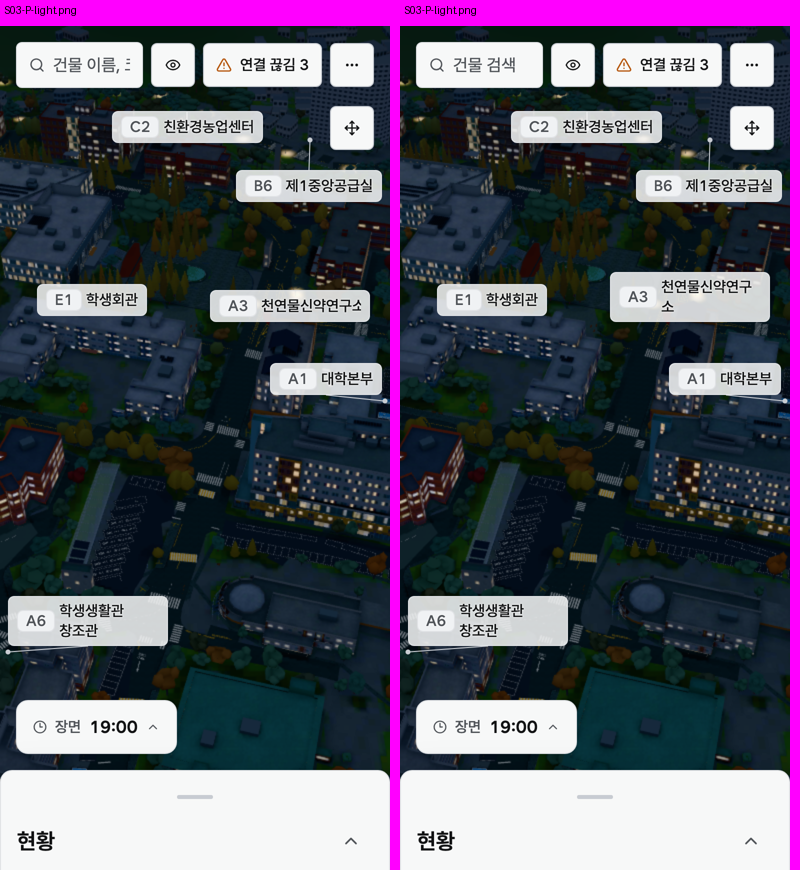 S03-P-light.png
건물 이름,
연결 끊김 3
C2 친환경농업센터
B6 제1중앙공급실
E1 학생회관
A3 천연물신약연구소
A1 대학본부
A6 학생생활관
창조관
장면 19:00
현황
S03-P-light.png
건물 검색
연결 끊김 3
C2 친환경농업센터
B6 제1중앙공급실
E1 학생회관
A3 천연물신약연구
소
A1 대학본부
A6 학생생활관
창조관
장면 19:00
현황